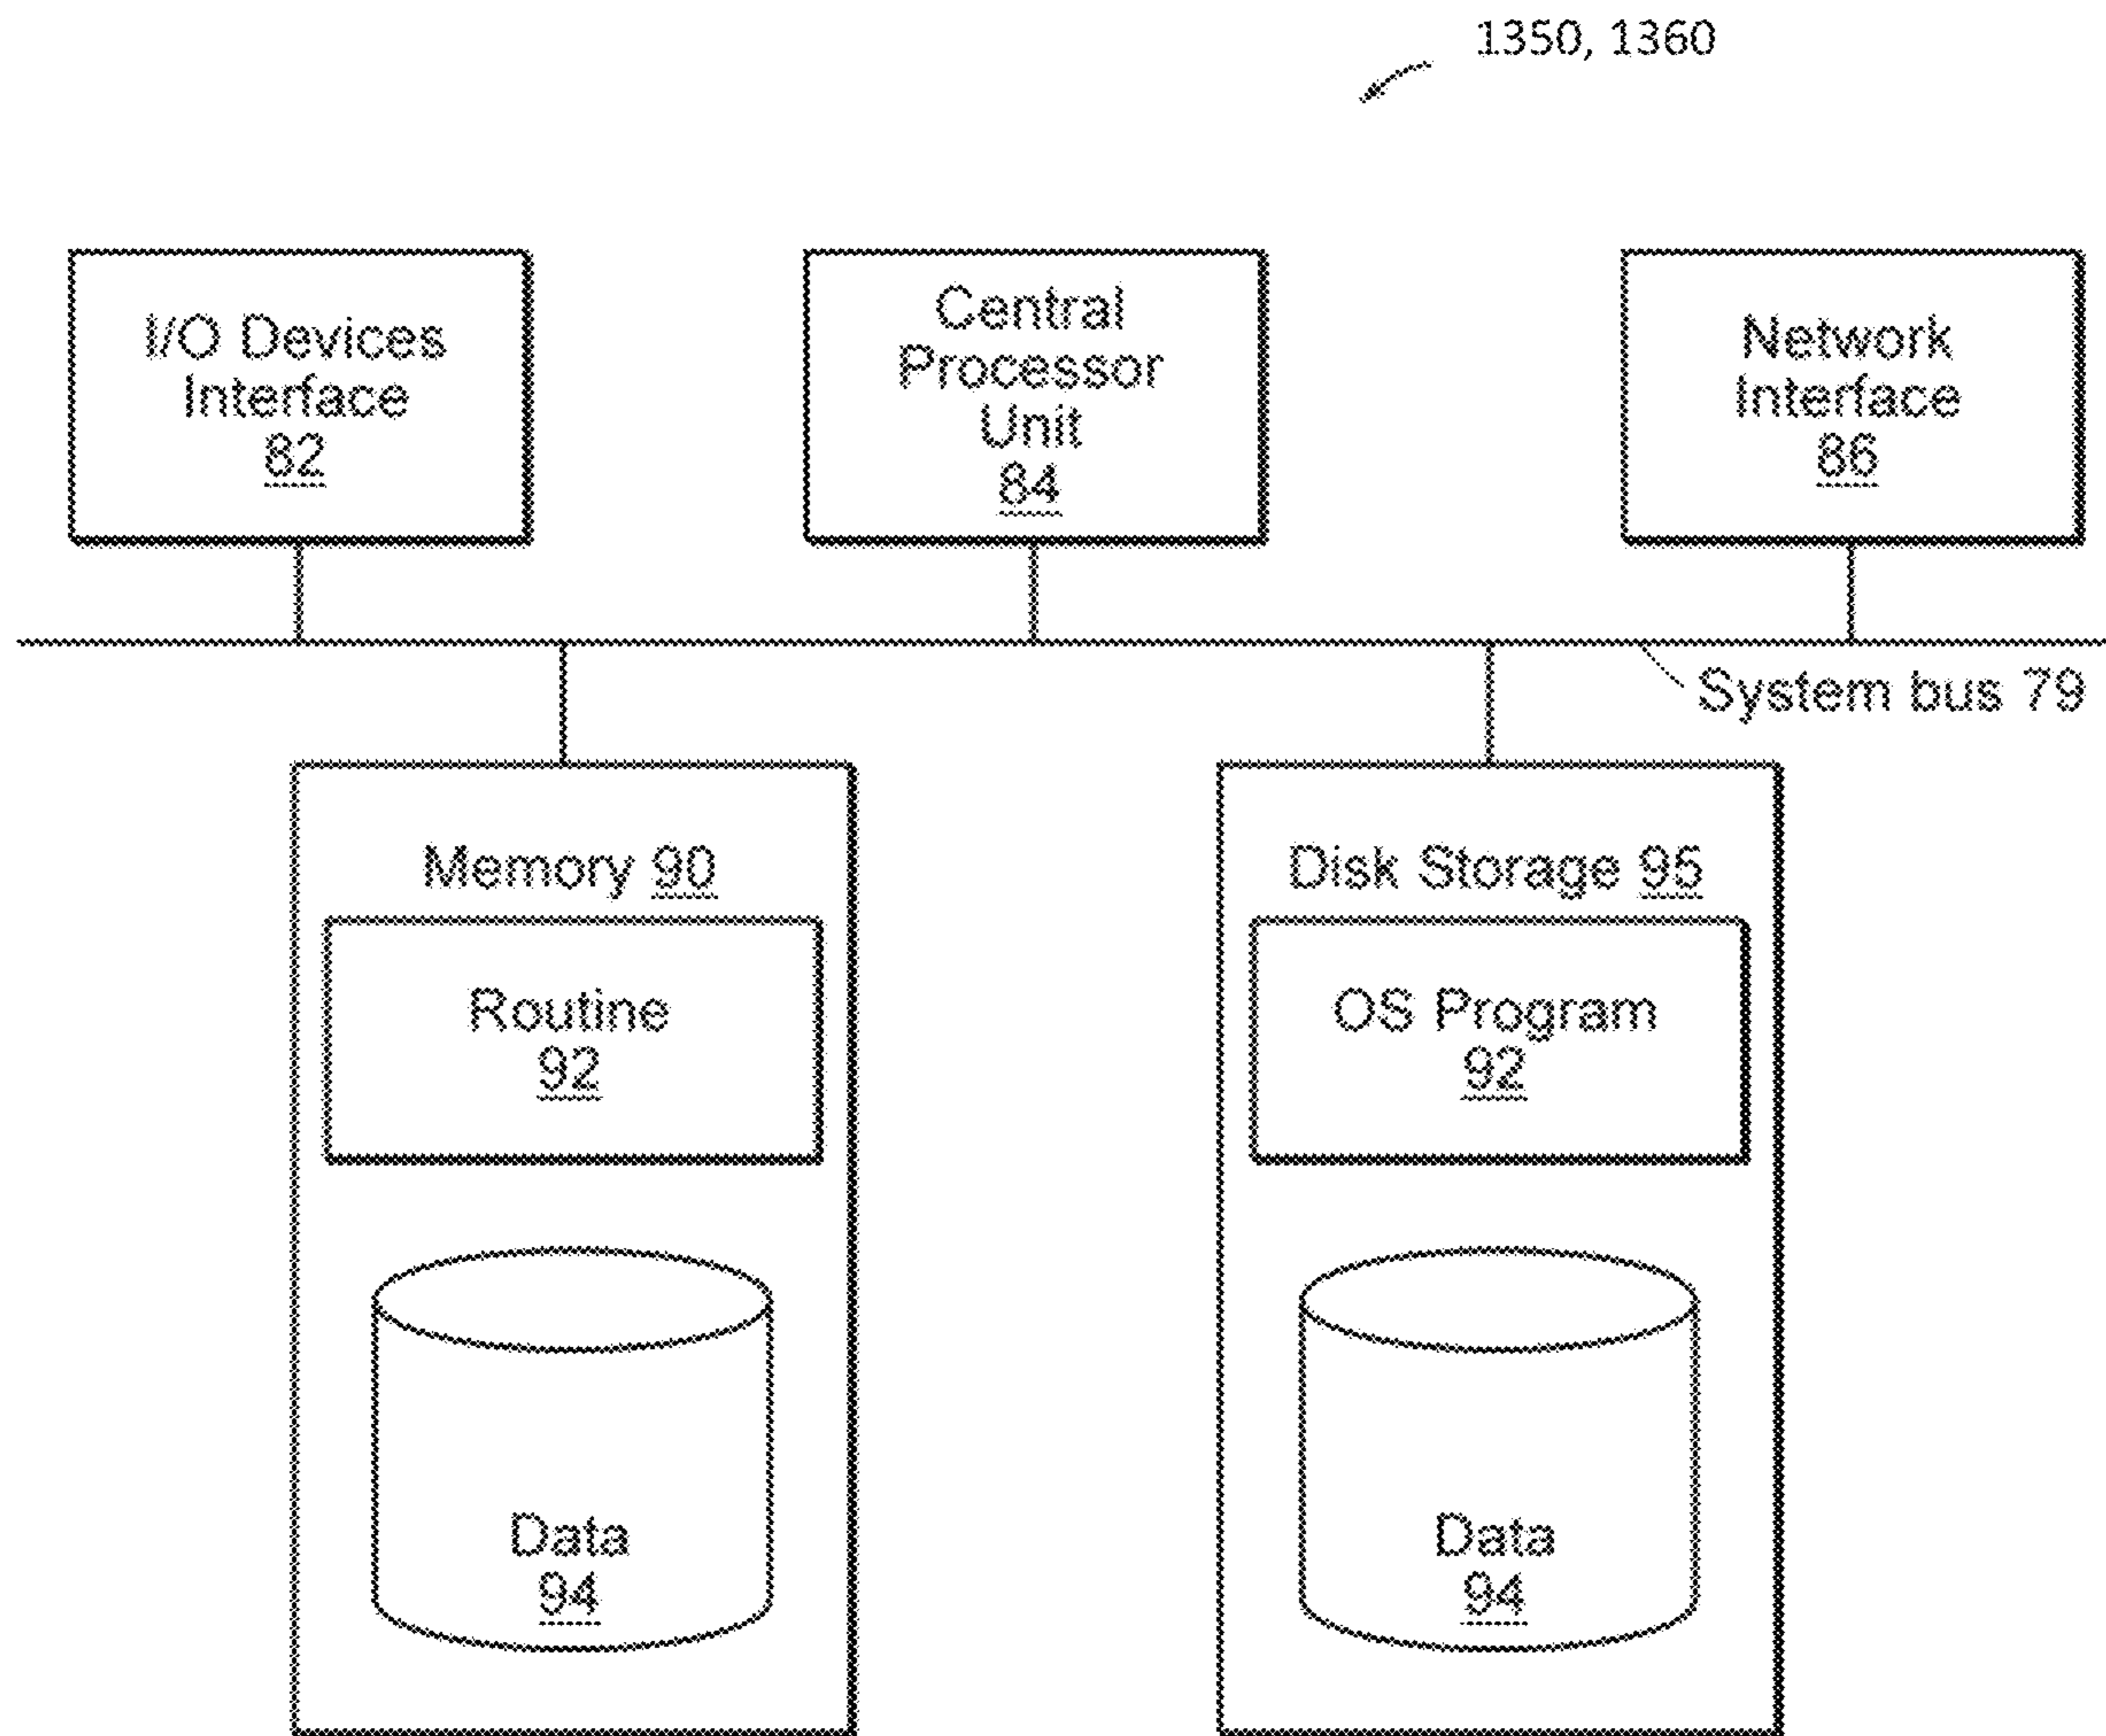 1350, 1360
I/O Devices
Interface
82
Central
Processor
Unit
84
Network
Interface
86
System bus 79
Memory 90
Routine
92
Data
94
Disk Storage 95
OS Program
92
Data
94